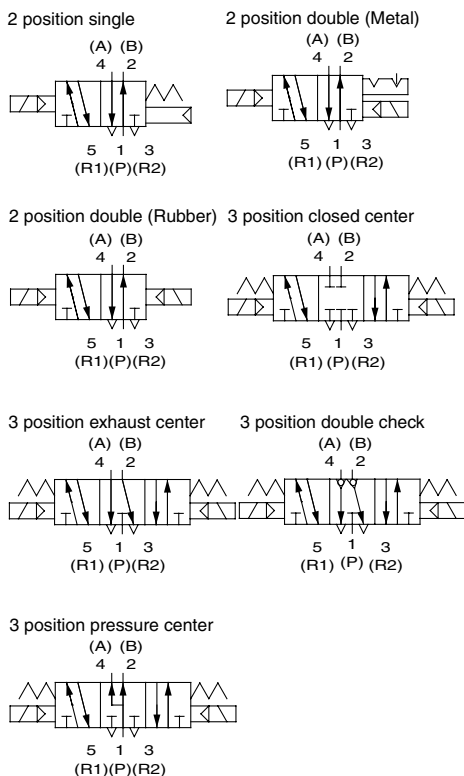 2 position single
(A) (B)
4 2
5 1 3
(R1)(P)(R2)
2 position double (Metal)
(A) (B)
4 2
5 1 3
(R1) (P) (R2)
2 position double (Rubber)
(A) (B)
4 2
5 1 3
(R1)(P)(R2)
3 position closed center
(A) (B)
4 2
5 1 3
(R1) (P) (R2)
3 position exhaust center
(A) (B)
4 2
5 1 3
(R1) (P) (R2)
3 position double check
(A) (B)
4 2
5 1 3
(R1) (P) (R2)
3 position pressure center
(A) (B)
4 2
5 1 3
(R1) (P) (R2)